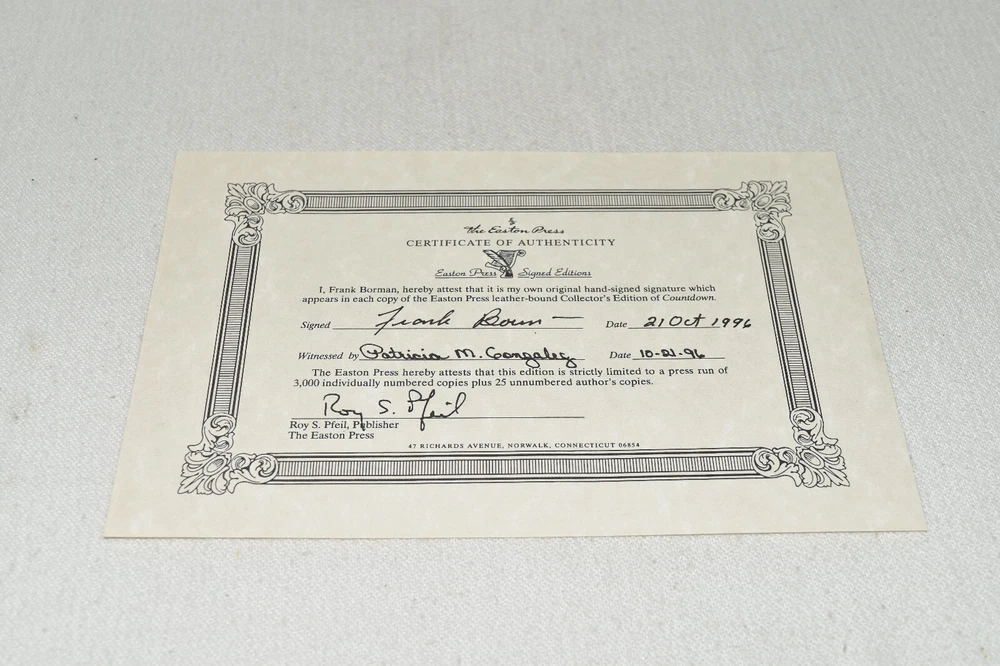 The Easton Press
CERTIFICATE OF AUTHENTICITY
Easton Press Signed Editions
I, Frank Borman, hereby attest that it is my own original hand-signed signature which
appears in each copy of the Easton Press leather-bound Collector's Edition of Countdown.
Signed Frank Borman Date 21 Oct 1996
Witnessed by Patricia M. Gonzalez Date 10-21-96
The Easton Press hereby attests that this edition is strictly limited to a press run of
3,000 individually numbered copies plus 25 unnumbered author's copies.
Roy S. Pfeil
Roy S. Pfeil, Publisher
The Easton Press
47 RICHARDS AVENUE, NORWALK, CONNECTICUT 06854